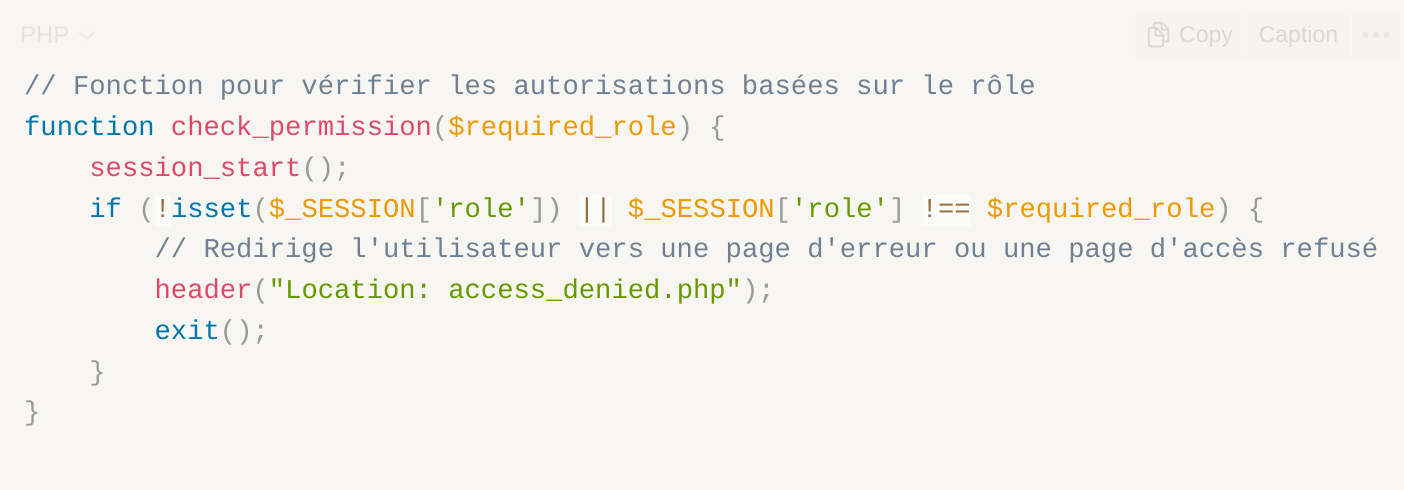 PHP
Copy Caption
// Fonction pour vérifier les autorisations basées sur le rôle
function check_permission($required_role) {
    session_start();
    if (!isset($_SESSION['role']) || $_SESSION['role'] !== $required_role) {
        // Redirige l'utilisateur vers une page d'erreur ou une page d'accès refusé
        header("Location: access_denied.php");
        exit();
    }
}